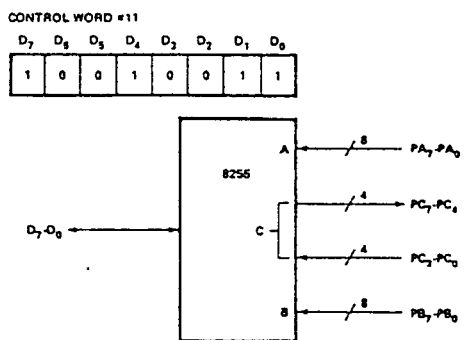 CONTROL WORD #11
D7 D6 D5 D4 D3 D2 D1 D0
1 0 0 1 0 0 1 1
A 8 PA7-PA0
8255
4 PC7-PC4
D7-D0 C
4 PC2-PC0
B 8 PB7-PB0